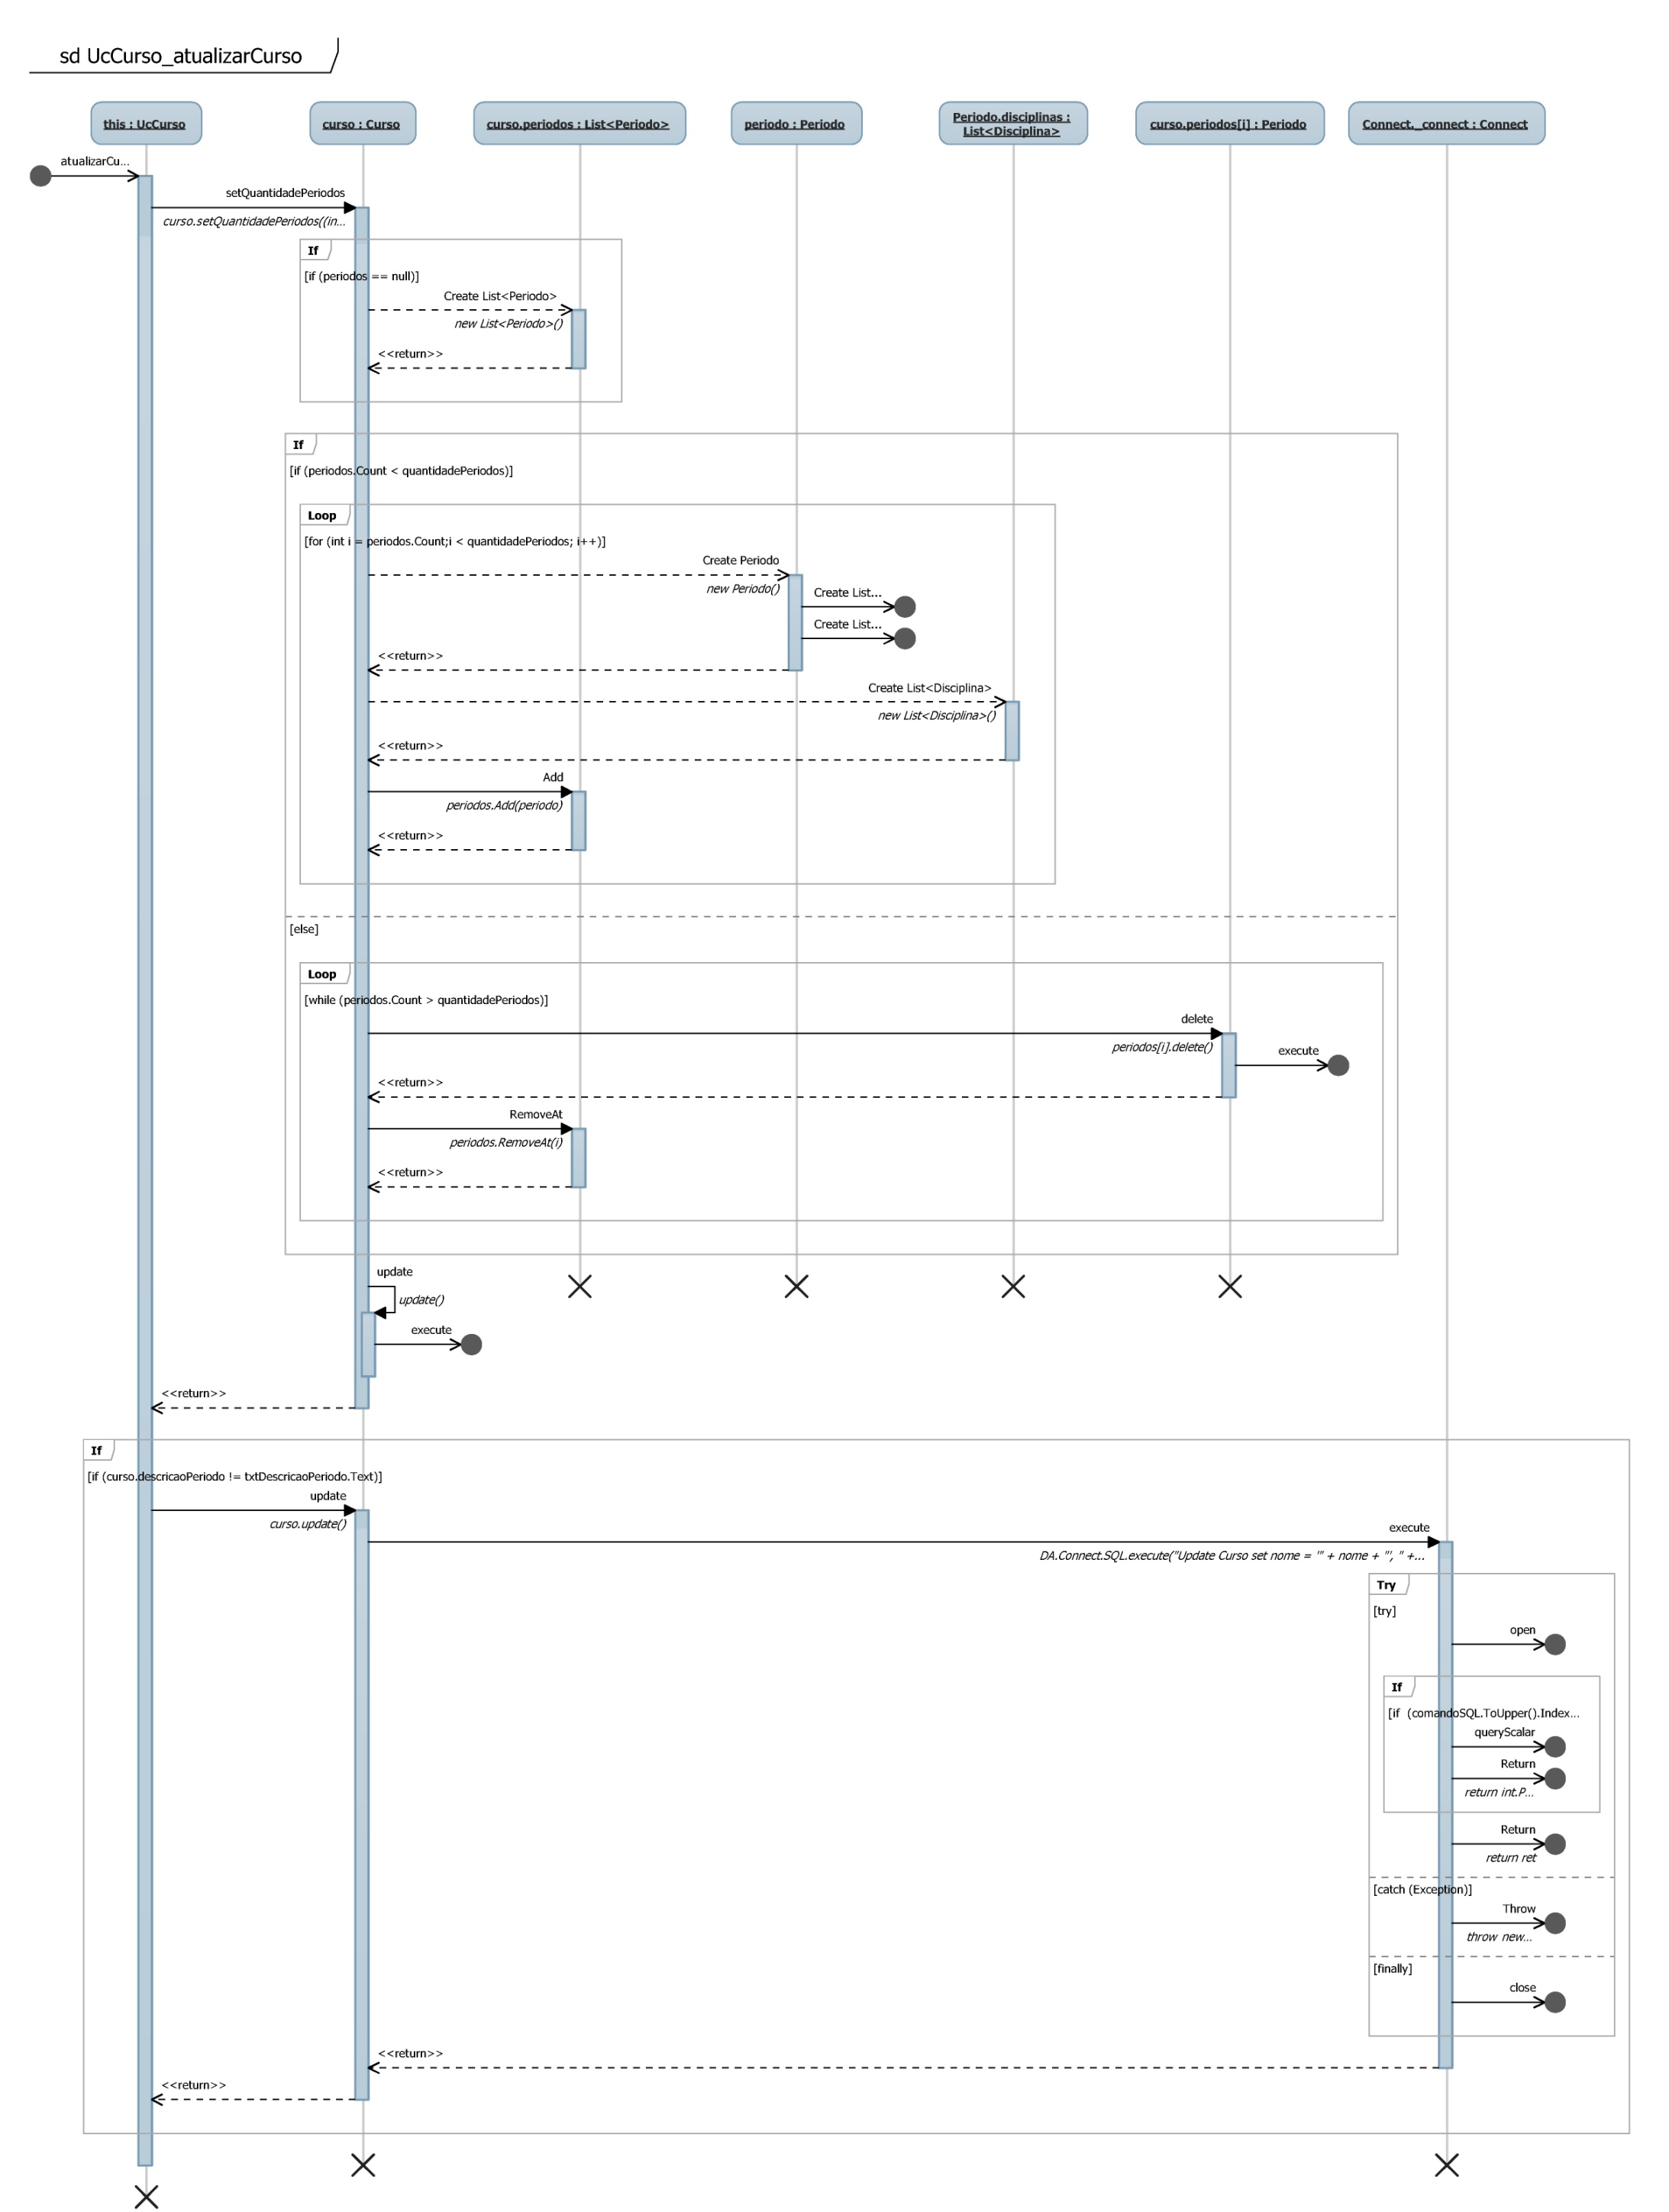 sd UcCurso_atualizarCurso
this : UcCurso
curso : Curso
curso.periodos : List<Periodo>
periodo : Periodo
Periodo.disciplinas :
List<Disciplina>
curso.periodos[i] : Periodo
Connect._connect : Connect
atualizarCu...
setQuantidadePeriodos
curso.setQuantidadePeriodos((in...
If
[if (periodos == null)]
Create List<Periodo>
new List<Periodo>()
<<return>>
If
[if (periodos.Count < quantidadePeriodos)]
Loop
[for (int i = periodos.Count;i < quantidadePeriodos; i++)]
Create Periodo
new Periodo()
Create List...
Create List...
<<return>>
Create List<Disciplina>
new List<Disciplina>()
<<return>>
Add
periodos.Add(periodo)
<<return>>
[else]
Loop
[while (periodos.Count > quantidadePeriodos)]
delete
periodos[i].delete()
execute
<<return>>
RemoveAt
periodos.RemoveAt(i)
<<return>>
update
update()
execute
<<return>>
If
[if (curso.descricaoPeriodo != txtDescricaoPeriodo.Text)]
update
curso.update()
execute
DA.Connect.SQL.execute("Update Curso set nome = '" + nome + "', " +...
Try
[try]
open
If
[if  (comandoSQL.ToUpper().Index...
queryScalar
Return
return int.P...
Return
return ret
[catch (Exception)]
Throw
throw new...
[finally]
close
<<return>>
<<return>>